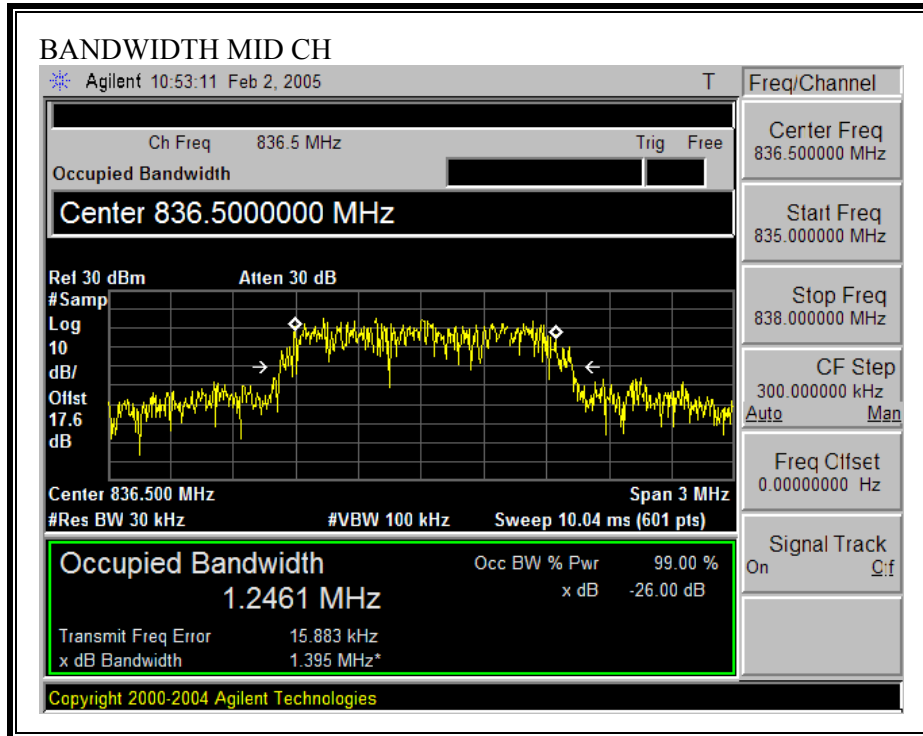 BANDWIDTH MID CH
Agilent 10:53:11 Feb 2, 2005 T
Freq/Channel
Ch Freq 836.5 MHz Trig Free
Occupied Bandwidth
Center 836.5000000 MHz
Center Freq
836.500000 MHz
Start Freq
835.000000 MHz
Stop Freq
838.000000 MHz
CF Step
300.000000 kHz
Auto Man
Freq Offset
0.00000000 Hz
Signal Track
On Off
Ref 30 dBm Atten 30 dB
#Samp
Log
10
dB/
Offst
17.6
dB
Center 836.500 MHz Span 3 MHz
#Res BW 30 kHz #VBW 100 kHz Sweep 10.04 ms (601 pts)
Occupied Bandwidth
1.2461 MHz
Occ BW % Pwr 99.00 %
x dB -26.00 dB
Transmit Freq Error 15.883 kHz
x dB Bandwidth 1.395 MHz*
Copyright 2000-2004 Agilent Technologies